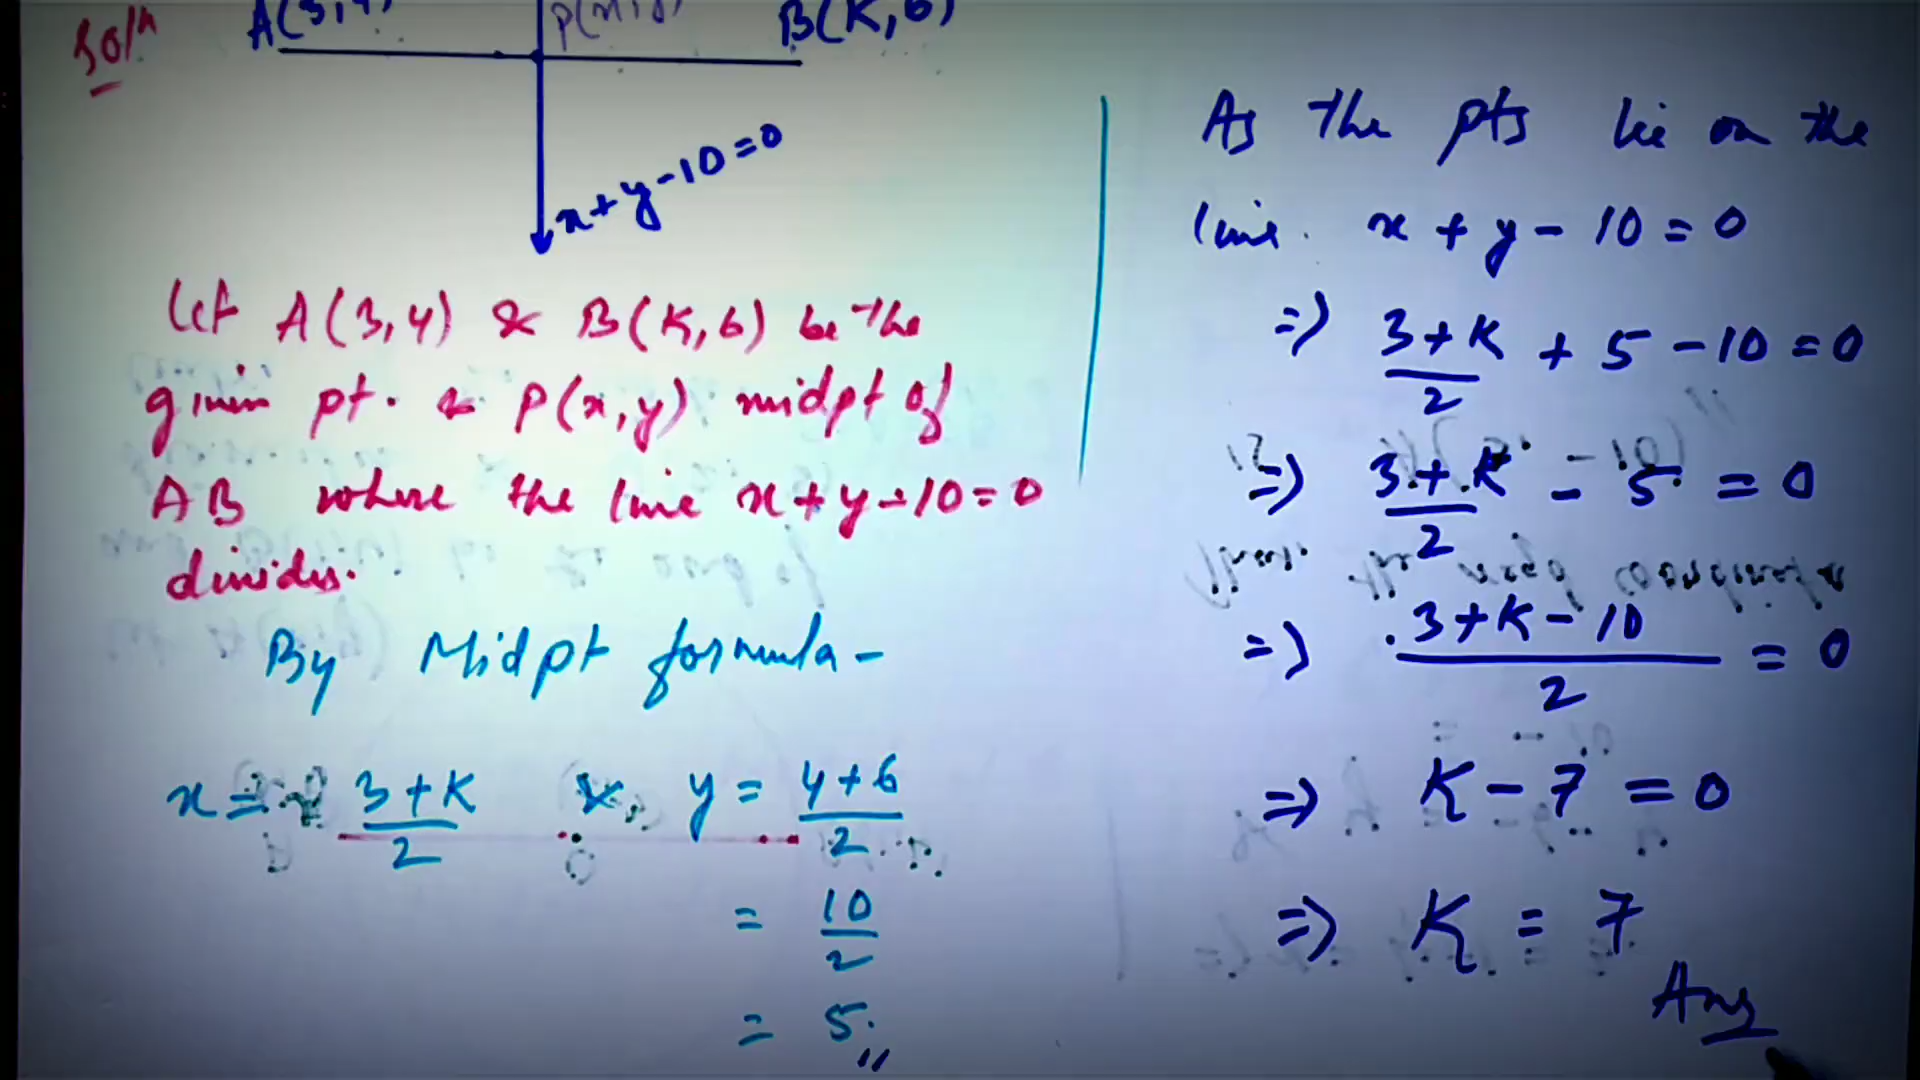 Soln
A(3,4) P(x,y) B(K,6)
x+y-10=0
Let A(3,4) & B(K,6) be the
given pt. & P(x,y) midpt of
AB where the line x+y-10=0
divides.
By Midpt formula-
x = 3+K/2 & y = 4+6/2
= 10/2
= 5
As the pts lie on the
line. x+y-10=0
=> 3+K/2 + 5-10=0
=> 3+K/2 - 5 = 0
=> 3+K-10/2 = 0
=> K-7=0
=> K = 7
Ans